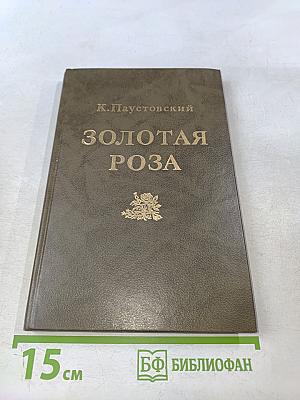 К.Паустовский
ЗОЛОТАЯ
РОЗА
15 см
БФ БИБЛИОФАН